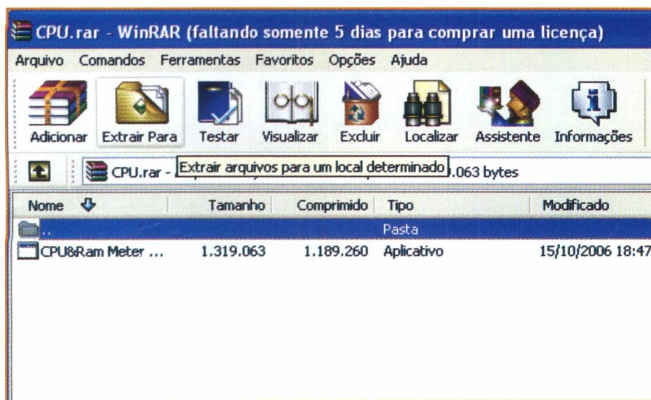 CPU.rar - WinRAR (faltando somente 5 dias para comprar uma licença)
Arquivo Comandos Ferramentas Favoritos Opções Ajuda
Adicionar Extrair Para Testar Visualizar Excluir Localizar Assistente Informações
CPU.rar - Extrair arquivos para um local determinado .063 bytes
Nome Tamanho Comprimido Tipo Modificado
.. Pasta
CPU&Ram Meter ... 1.319.063 1.189.260 Aplicativo 15/10/2006 18:47